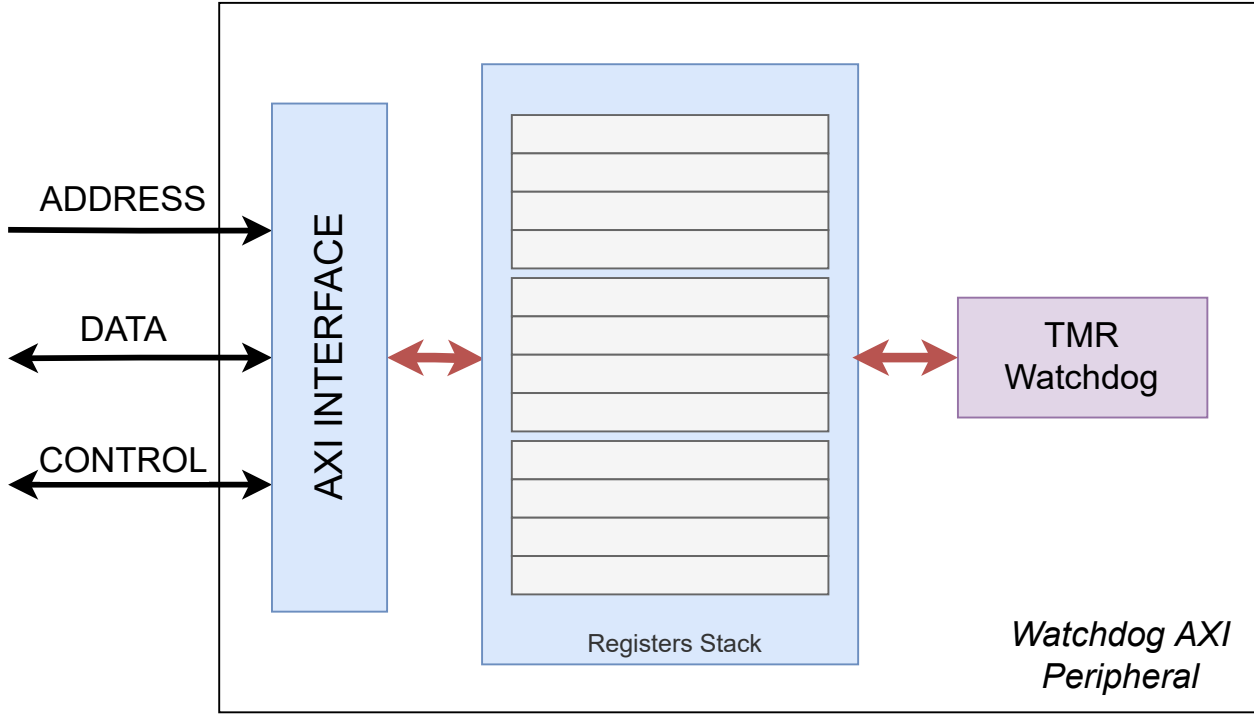 ADDRESS
DATA
CONTROL
AXI INTERFACE
Registers Stack
TMR
Watchdog
Watchdog AXI
Peripheral